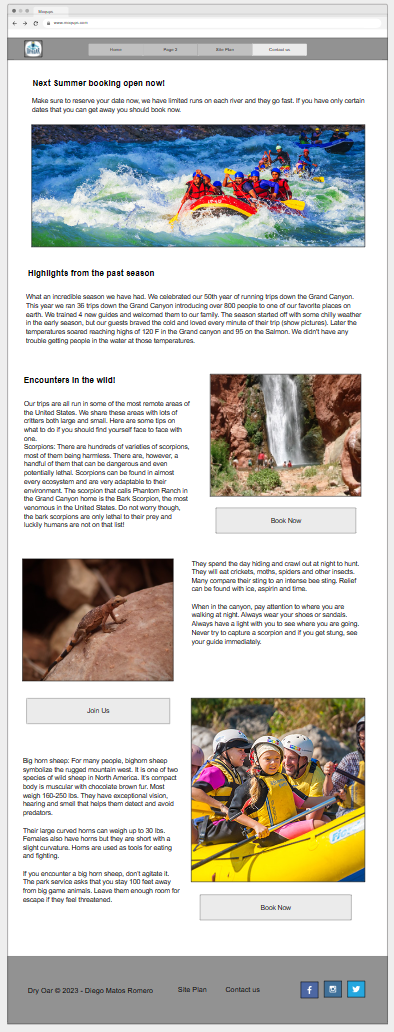 Mopupa
www.mopupa.com
Home
Page 2
Site Plan
Contact us
Next Summer booking open now!
Make sure to reserve your date now, we have limited runs on each river and they go fast. If you have only certain
dates that you can get away you should book now.
Highlights from the past season
What an incredible season we have had. We celebrated our 50th year of running trips down the Grand Canyon.
This year we ran 36 trips down the Grand Canyon introducing over 800 people to one of our favorite places on
earth. We trained 4 new guides and welcomed them to our family. The season started off with some chilly weather
in the early season, but our guests braved the cold and loved every minute of their trip (show pictures). Later the
temperatures soared reaching highs of 120 F in the Grand canyon and 95 on the Salmon. We didn't have any
trouble getting people in the water at those temperatures.
Encounters in the wild!
Our trips are all run in some of the most remote areas of
the United States. We share these areas with lots of
critters both large and small. Here are some tips on
what to do if you should find yourself face to face with
one.
Scorpions: There are hundreds of varieties of scorpions,
most of them being harmless. There are, however, a
handful of them that can be dangerous and even
potentially lethal. Scorpions can be found in almost
every ecosystem and are very adaptable to their
environment. The scorpion that calls Phantom Ranch in
the Grand Canyon home is the Bark Scorpion, the most
venomous in the United States. Do not worry though,
the bark scorpions are only lethal to their prey and
luckily humans are not on that list!
Book Now
They spend the day hiding and crawl out at night to hunt.
They will eat crickets, moths, spiders and other insects.
Many compare their sting to an intense bee sting. Relief
can be found with ice, aspirin and time.
When in the canyon, pay attention to where you are
walking at night. Always wear your shoes or sandals.
Always have a light with you to see where you are going.
Never try to capture a scorpion and if you get stung, see
your guide immediately.
Join Us
Big horn sheep: For many people, bighorn sheep
symbolize the rugged mountain west. It is one of two
species of wild sheep in North America. It's compact
body is muscular with chocolate brown fur. Most
weigh 160-250 lbs. They have exceptional vision,
hearing and smell that helps them detect and avoid
predators.
Their large curved horns can weigh up to 30 lbs.
Females also have horns but they are short with a
slight curvature. Horns are used as tools for eating
and fighting.
If you encounter a big horn sheep, don't agitate it.
The park service asks that you stay 100 feet away
from big game animals. Leave them enough room for
escape if they feel threatened.
Book Now
Dry Oar © 2023 - Diego Matos Romero
Site Plan
Contact us